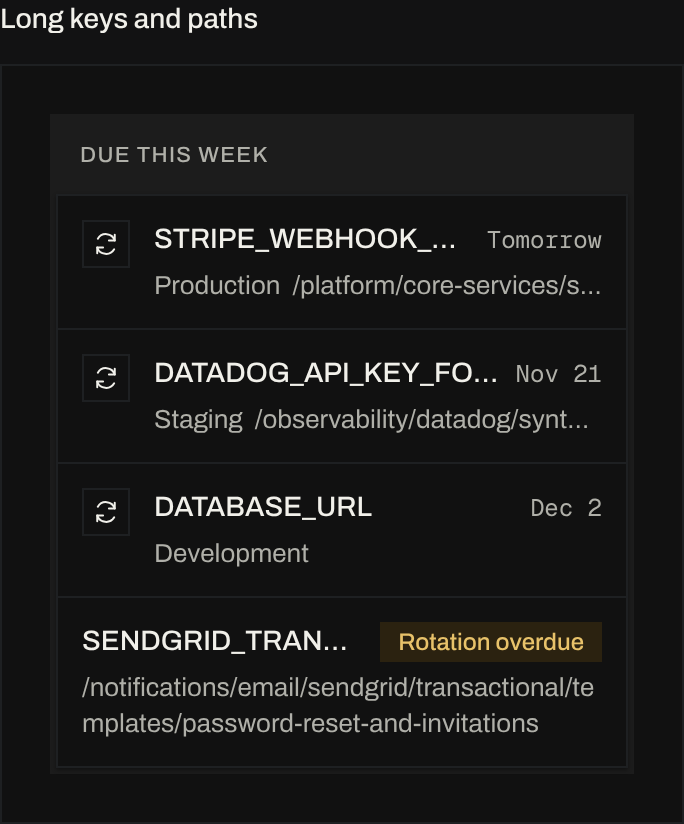 Long keys and paths
DUE THIS WEEK
STRIPE_WEBHOOK_... Tomorrow
Production /platform/core-services/s...
DATADOG_API_KEY_FO... Nov 21
Staging /observability/datadog/synt...
DATABASE_URL Dec 2
Development
SENDGRID_TRAN... Rotation overdue
/notifications/email/sendgrid/transactional/te
mplates/password-reset-and-invitations